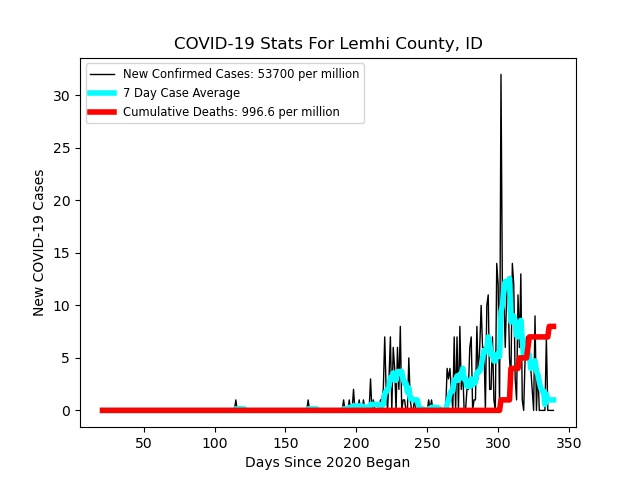 COVID-19 Stats For Lemhi County, ID
New Confirmed Cases: 53700 per million
7 Day Case Average
Cumulative Deaths: 996.6 per million
New COVID-19 Cases
30
25
20
15
10
5
0
50 100 150 200 250 300 350
Days Since 2020 Began